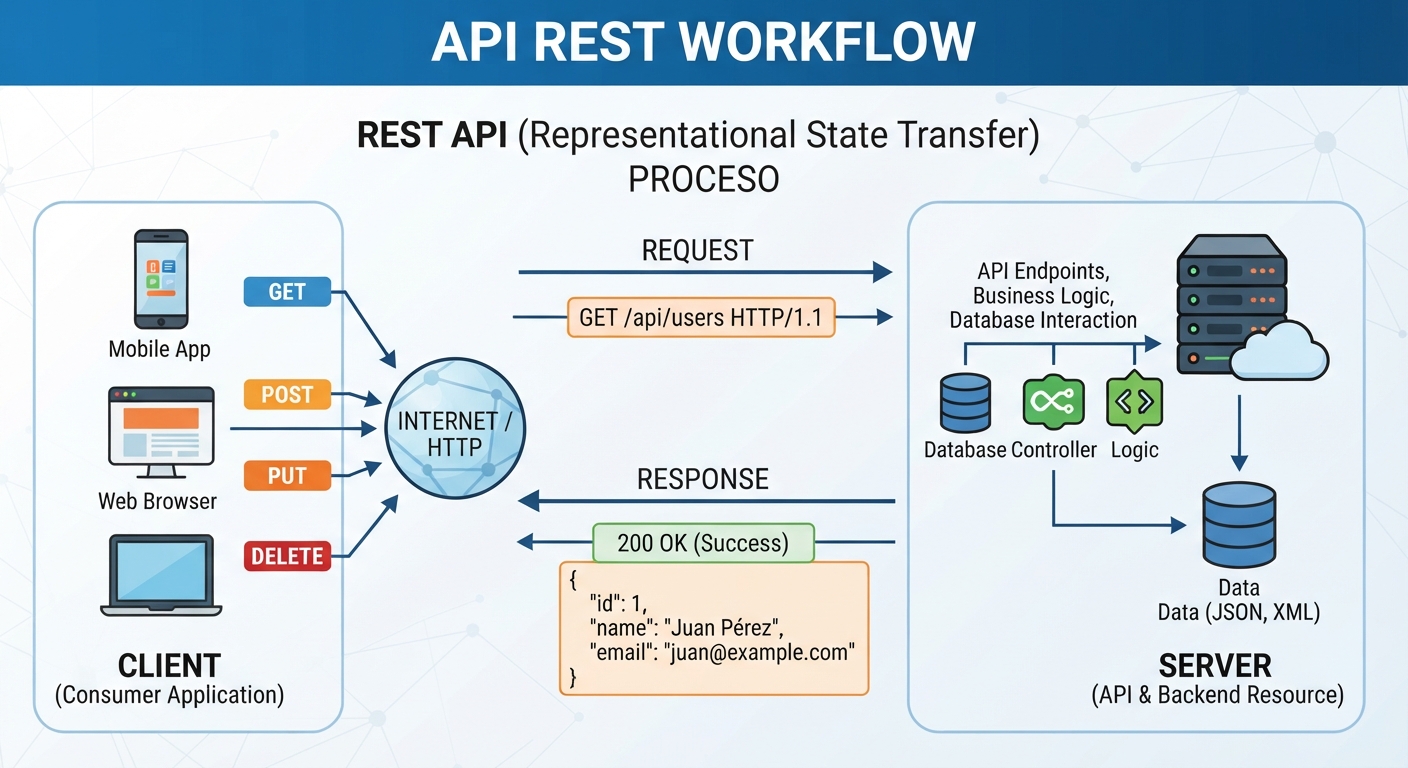 API REST WORKFLOW
REST API (Representational State Transfer)
PROCESO
Mobile App
Web Browser
CLIENT
(Consumer Application)
GET
POST
PUT
DELETE
INTERNET /
HTTP
REQUEST
GET /api/users HTTP/1.1
RESPONSE
200 OK (Success)
{
"id": 1,
"name": "Juan Pérez",
"email": "juan@example.com"
}
API Endpoints,
Business Logic,
Database Interaction
Database
Controller
Logic
Data
Data (JSON, XML)
SERVER
(API & Backend Resource)